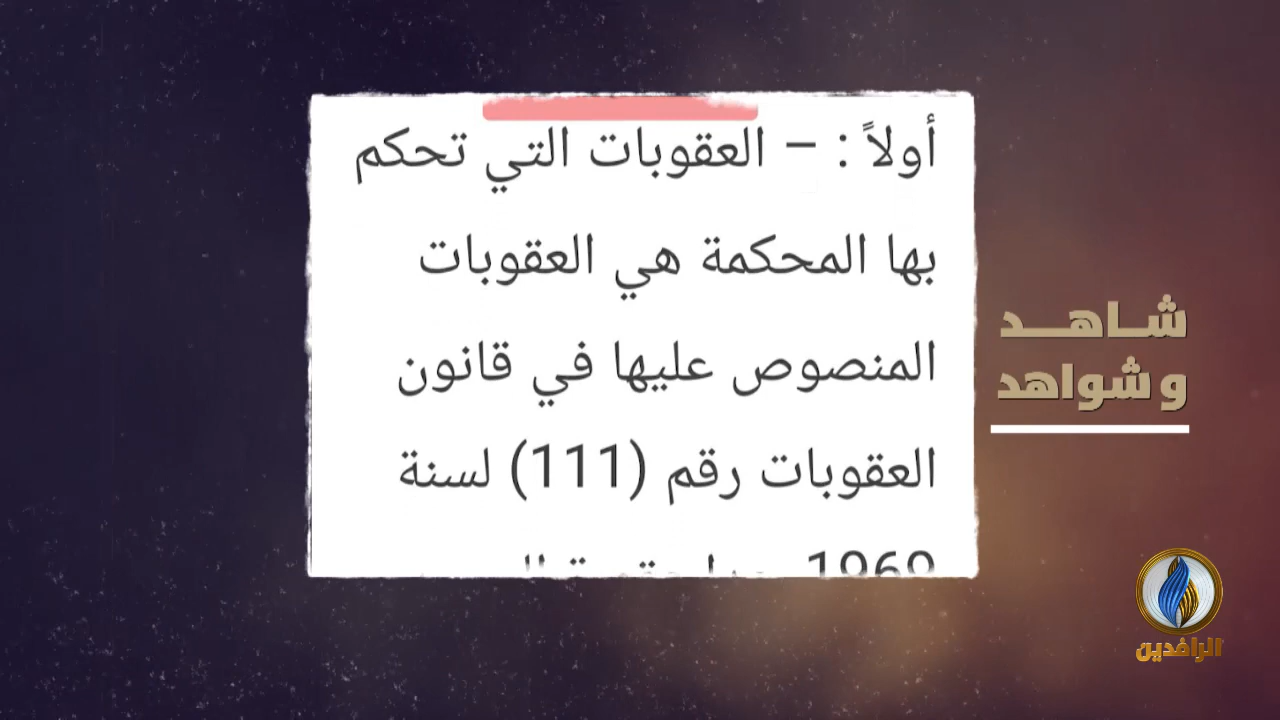 أولاً : – العقوبات التي تحكم
بها المحكمة هي العقوبات
المنصوص عليها في قانون
العقوبات رقم (111) لسنة
1969
شاهد
وشواهد
الرافدين